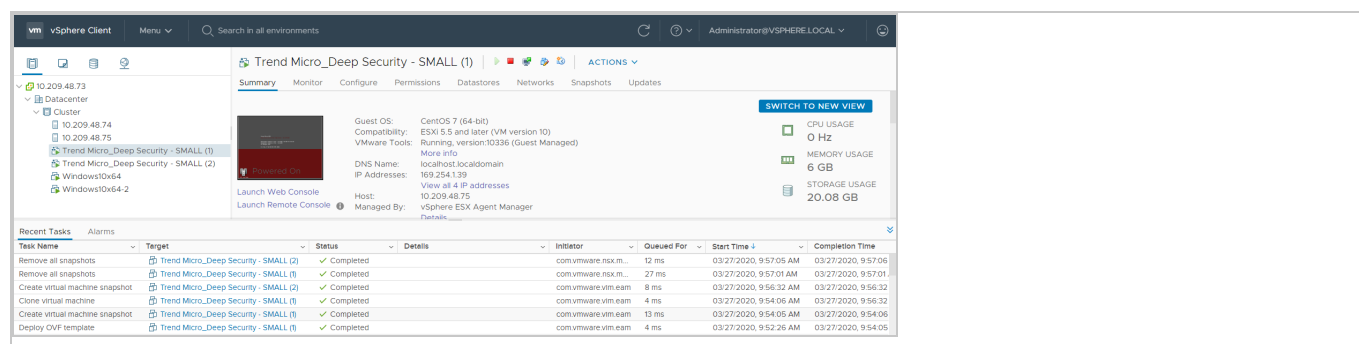 vm vSphere Client Menu Search in all environments Administrator@VSPHERE.LOCAL
10.209.48.73
Datacenter
Cluster
10.209.48.74
10.209.48.75
Trend Micro_Deep Security - SMALL (1)
Trend Micro_Deep Security - SMALL (2)
Windows10x64
Windows10x64-2
Trend Micro_Deep Security - SMALL (1) ACTIONS
Summary Monitor Configure Permissions Datastores Networks Snapshots Updates
SWITCH TO NEW VIEW
Powered On
Launch Web Console
Launch Remote Console
Guest OS: CentOS 7 (64-bit)
Compatibility: ESXi 5.5 and later (VM version 10)
VMware Tools: Running, version:10336 (Guest Managed)
More info
DNS Name: localhost.localdomain
IP Addresses: 169.254.1.39
View all 4 IP addresses
Host: 10.209.48.75
Managed By: vSphere ESX Agent Manager
Details
CPU USAGE
0 Hz
MEMORY USAGE
6 GB
STORAGE USAGE
20.08 GB
Recent Tasks Alarms
Task Name Target Status Details Initiator Queued For Start Time Completion Time
Remove all snapshots Trend Micro_Deep Security - SMALL (2) Completed com.vmware.nsx.m... 12 ms 03/27/2020, 9:57:05 AM 03/27/2020, 9:57:06
Remove all snapshots Trend Micro_Deep Security - SMALL (1) Completed com.vmware.nsx.m... 27 ms 03/27/2020, 9:57:01 AM 03/27/2020, 9:57:01
Create virtual machine snapshot Trend Micro_Deep Security - SMALL (2) Completed com.vmware.vim.eam 8 ms 03/27/2020, 9:56:32 AM 03/27/2020, 9:56:32
Clone virtual machine Trend Micro_Deep Security - SMALL (1) Completed com.vmware.vim.eam 4 ms 03/27/2020, 9:54:06 AM 03/27/2020, 9:56:32
Create virtual machine snapshot Trend Micro_Deep Security - SMALL (1) Completed com.vmware.vim.eam 13 ms 03/27/2020, 9:54:05 AM 03/27/2020, 9:54:06
Deploy OVF template Trend Micro_Deep Security - SMALL (1) Completed com.vmware.vim.eam 4 ms 03/27/2020, 9:52:26 AM 03/27/2020, 9:54:05